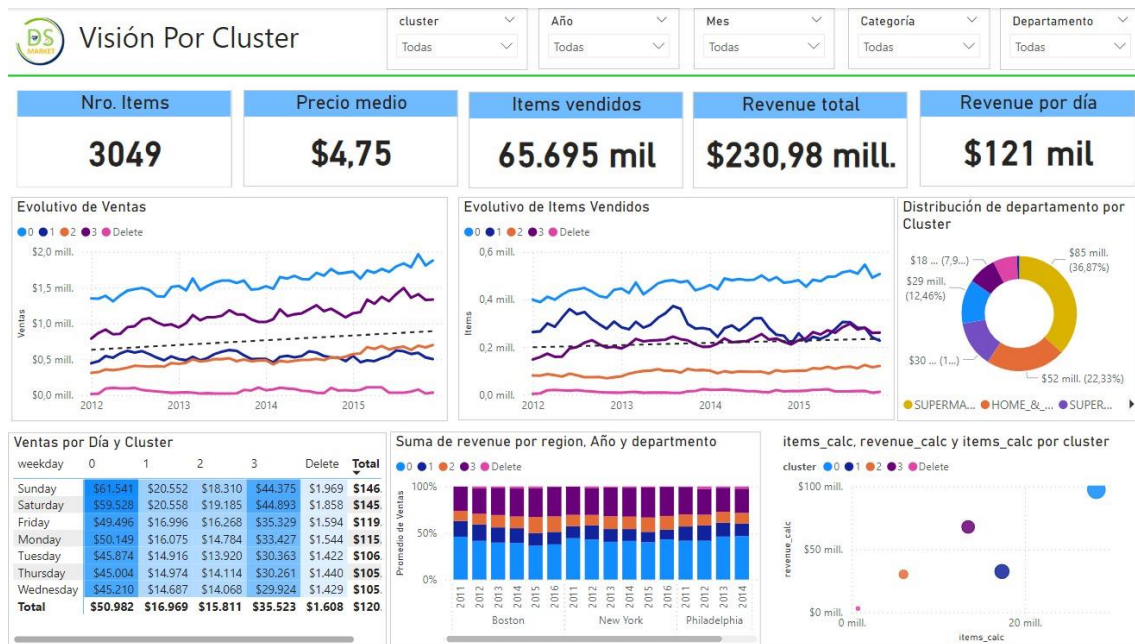 DS
MARKET
Visión Por Cluster
cluster
Todas
Año
Todas
Mes
Todas
Categoría
Todas
Departamento
Todas
Nro. Items
3049
Precio medio
$4,75
Items vendidos
65.695 mil
Revenue total
$230,98 mill.
Revenue por día
$121 mil
Evolutivo de Ventas
0 1 2 3 Delete
$2,0 mill.
$1,5 mill.
$1,0 mill.
$0,5 mill.
$0,0 mill.
Ventas
2012 2013 2014 2015
Evolutivo de Items Vendidos
0 1 2 3 Delete
0,6 mill.
0,4 mill.
0,2 mill.
0,0 mill.
Items
2012 2013 2014 2015
Distribución de departamento por
Cluster
$85 mill.
(36,87%)
$18 ... (7,9...)
$29 mill.
(12,46%)
$30 ... (1...)
$52 mill. (22,33%)
SUPERMA... HOME_&_... SUPER...
Ventas por Día y Cluster
weekday 0 1 2 3 Delete Total
Sunday $61.541 $20.552 $18.310 $44.375 $1.969 $146.
Saturday $59.528 $20.558 $19.185 $44.893 $1.858 $145.
Friday $49.496 $16.996 $16.268 $35.329 $1.594 $119.
Monday $50.149 $16.075 $14.784 $33.427 $1.544 $115.
Tuesday $45.874 $14.916 $13.920 $30.363 $1.422 $106.
Thursday $45.004 $14.974 $14.114 $30.261 $1.440 $105.
Wednesday $45.210 $14.687 $14.068 $29.924 $1.429 $105.
Total $50.982 $16.969 $15.811 $35.523 $1.608 $120.
Suma de revenue por region, Año y departmento
0 1 2 3 Delete
100%
50%
0%
Promedio de Ventas
2011 2012 2013 2014 2015 2016 2011 2012 2013 2014 2015 2016 2011 2012 2013 2014
Boston New York Philadelphia
items_calc, revenue_calc y items_calc por cluster
cluster 0 1 2 3 Delete
$100 mill.
$50 mill.
$0 mill.
revenue_calc
0 mill. 20 mill.
items_calc